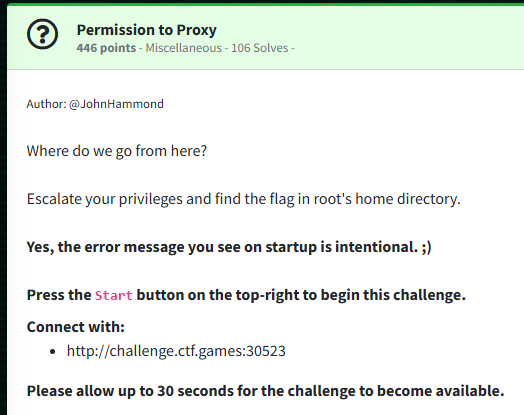 Permission to Proxy
446 points - Miscellaneous - 106 Solves -
Author: @JohnHammond
Where do we go from here?
Escalate your privileges and find the flag in root's home directory.
Yes, the error message you see on startup is intentional. ;)
Press the Start button on the top-right to begin this challenge.
Connect with:
• http://challenge.ctf.games:30523
Please allow up to 30 seconds for the challenge to become available.